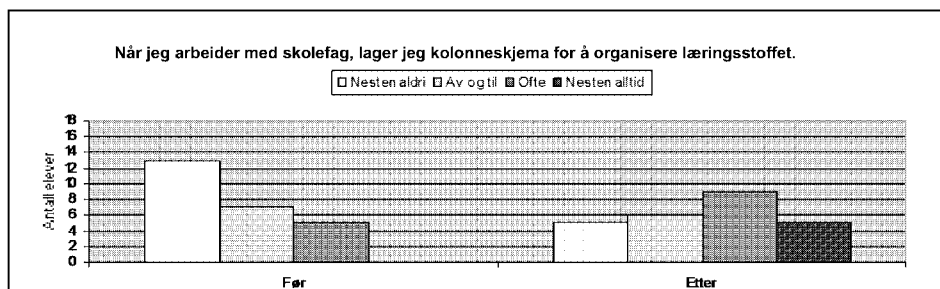 Når jeg arbeider med skolefag, lager jeg kolonneskjema for å organisere læringsstoffet.
Nesten aldri Av og til Ofte Nesten alltid
Antall elever
18
16
14
12
10
8
6
4
2
0
Før Etter